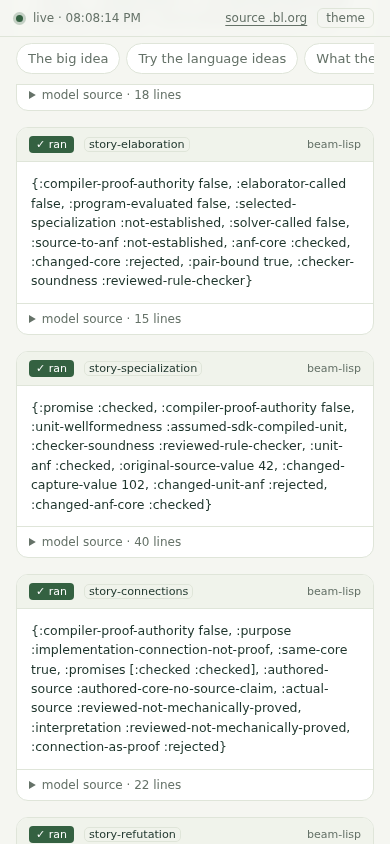 live · 08:08:14 PM source .bl.org theme
The big idea Try the language ideas What the
▶ model source · 18 lines
✓ ran story-elaboration beam-lisp
{:compiler-proof-authority false, :elaborator-called
false, :program-evaluated false, :selected-
specialization :not-established, :solver-called false,
:source-to-anf :not-established, :anf-core :checked,
:changed-core :rejected, :pair-bound true, :checker-
soundness :reviewed-rule-checker}
▶ model source · 15 lines
✓ ran story-specialization beam-lisp
{:promise :checked, :compiler-proof-authority false,
:unit-wellformedness :assumed-sdk-compiled-unit,
:checker-soundness :reviewed-rule-checker, :unit-
anf :checked, :original-source-value 42, :changed-
capture-value 102, :changed-unit-anf :rejected,
:changed-anf-core :checked}
▶ model source · 40 lines
✓ ran story-connections beam-lisp
{:compiler-proof-authority false, :purpose
:implementation-connection-not-proof, :same-core
true, :promises [:checked :checked], :authored-
source :authored-core-no-source-claim, :actual-
source :reviewed-not-mechanically-proved,
:interpretation :reviewed-not-mechanically-proved,
:connection-as-proof :rejected}
▶ model source · 22 lines
✓ ran story-refutation beam-lisp